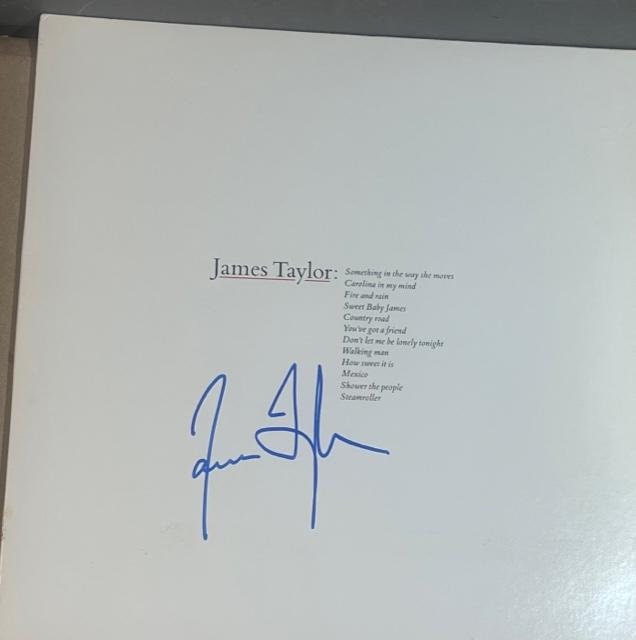 James Taylor:
Something in the way she moves
Carolina in my mind
Fire and rain
Sweet Baby James
Country road
You've got a friend
Don't let me be lonely tonight
Walking man
How sweet it is
Mexico
Shower the people
Steamroller
James Taylor